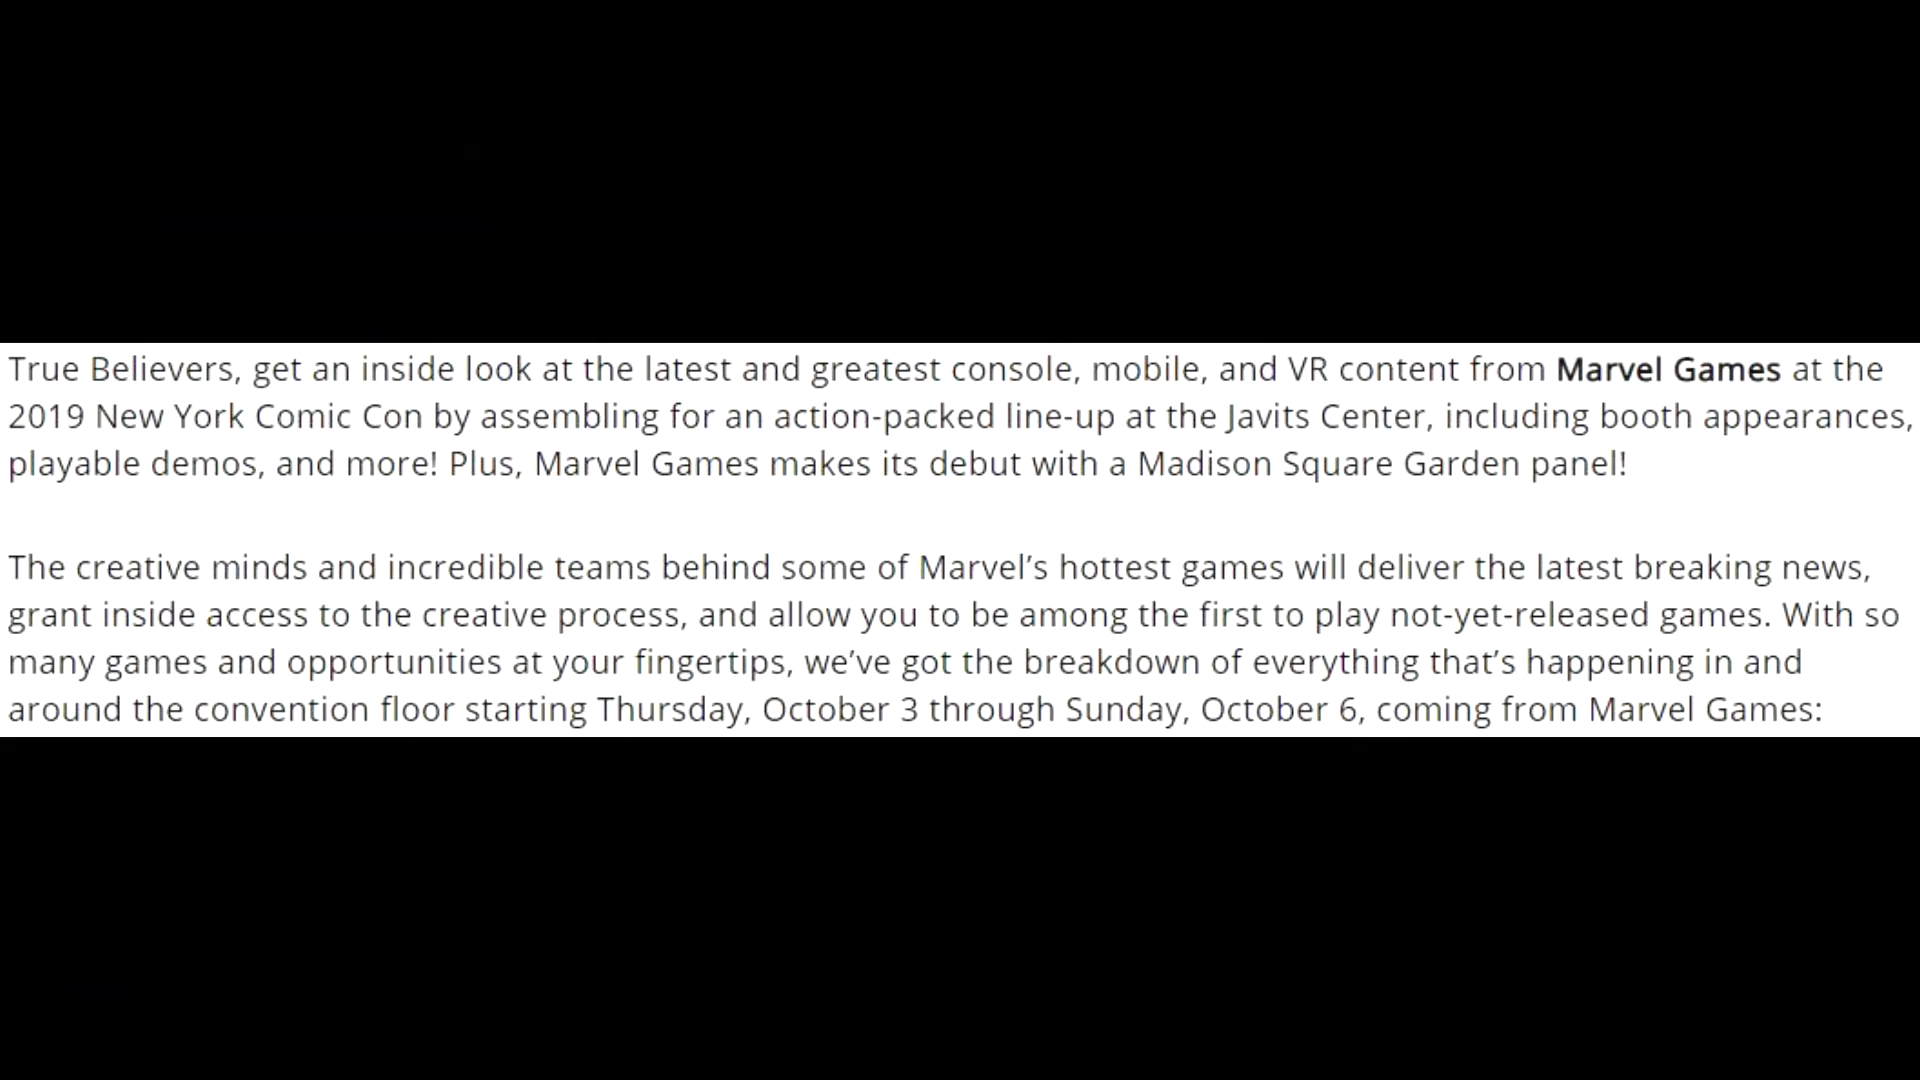 True Believers, get an inside look at the latest and greatest console, mobile, and VR content from Marvel Games at the
2019 New York Comic Con by assembling for an action-packed line-up at the Javits Center, including booth appearances,
playable demos, and more! Plus, Marvel Games makes its debut with a Madison Square Garden panel!
The creative minds and incredible teams behind some of Marvel’s hottest games will deliver the latest breaking news,
grant inside access to the creative process, and allow you to be among the first to play not-yet-released games. With so
many games and opportunities at your fingertips, we’ve got the breakdown of everything that’s happening in and
around the convention floor starting Thursday, October 3 through Sunday, October 6, coming from Marvel Games: